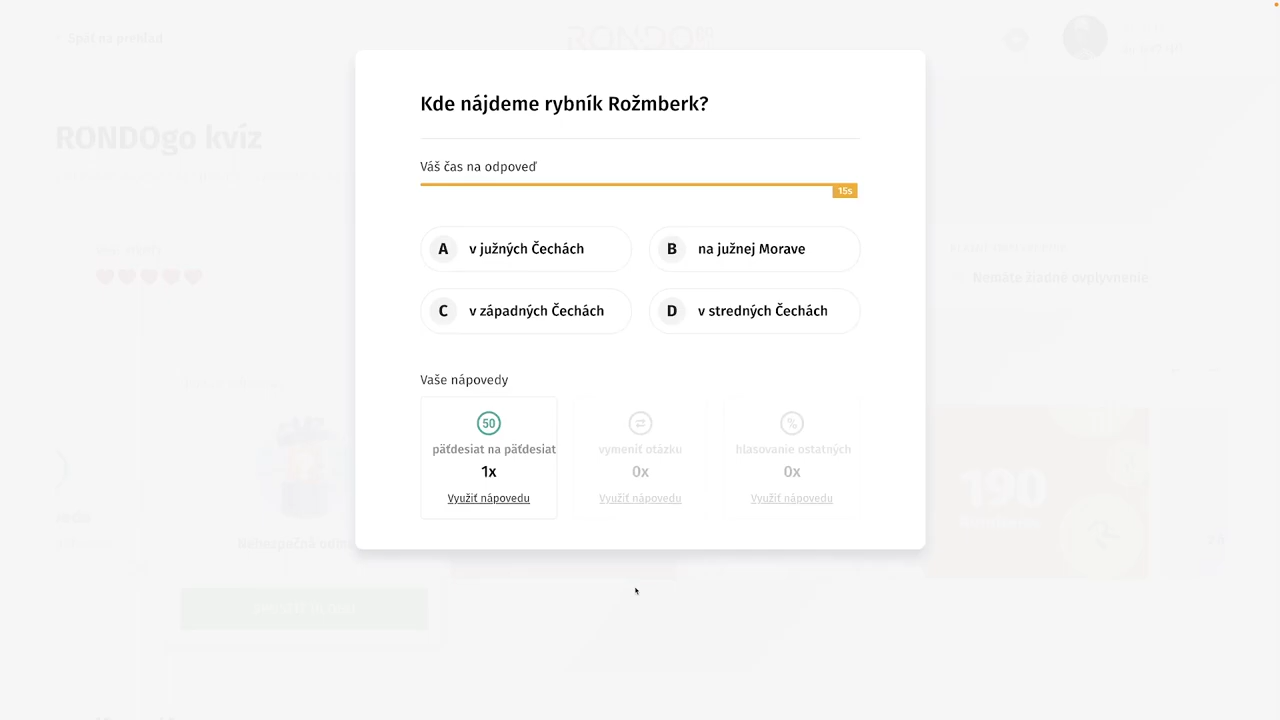 Späť na prehľad
RONDO go
RONDOgo kvíz
Kde nájdeme rybník Rožmberk?
Váš čas na odpoveď
15s
A v južných Čechách
B na južnej Morave
C v západných Čechách
D v stredných Čechách
Nemáte žiadne ovplyvnenie
Vaše nápovedy
50
päťdesiat na päťdesiat
1x
Využiť nápovedu
vymeniť otázku
0x
Využiť nápovedu
%
hlasovanie ostatných
0x
Využiť nápovedu
190